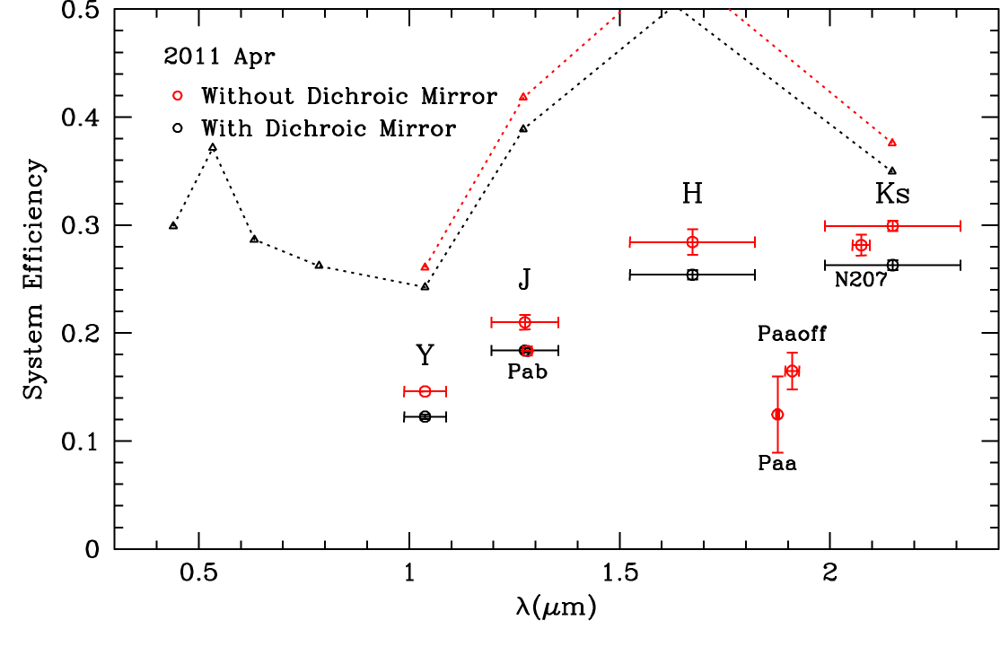 0.5
2011 Apr
Without Dichroic Mirror
0.4
With Dichroic Mirror
H
Ks
0.3
N207
J
System Efficiency
0.2
Paaoff
Y
Pab
0.1
Paa
0
0.5
1
1.5
2
λ(μm)